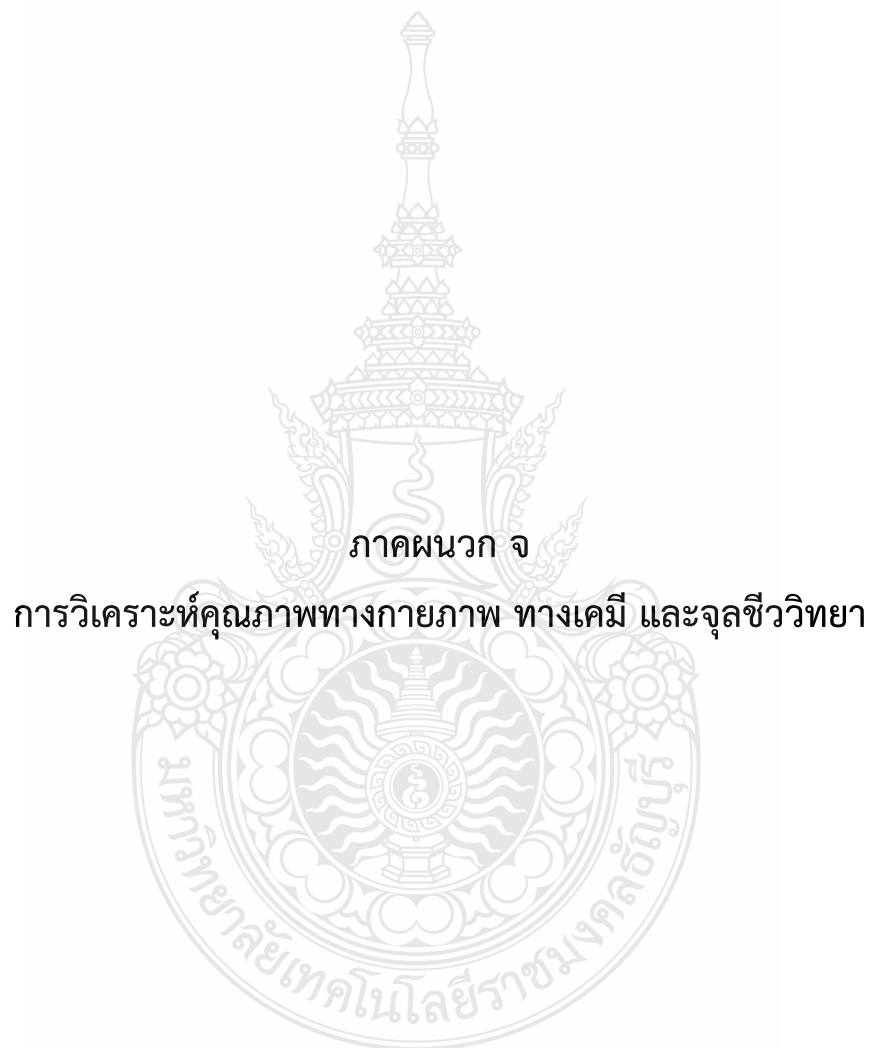 ภาคผนวก จ
การวิเคราะห์คุณภาพทางกายภาพ ทางเคมี และจุลชีววิทยา
มหาวิทยาลัยเทคโนโลยีราชมงคลธัญบุรี